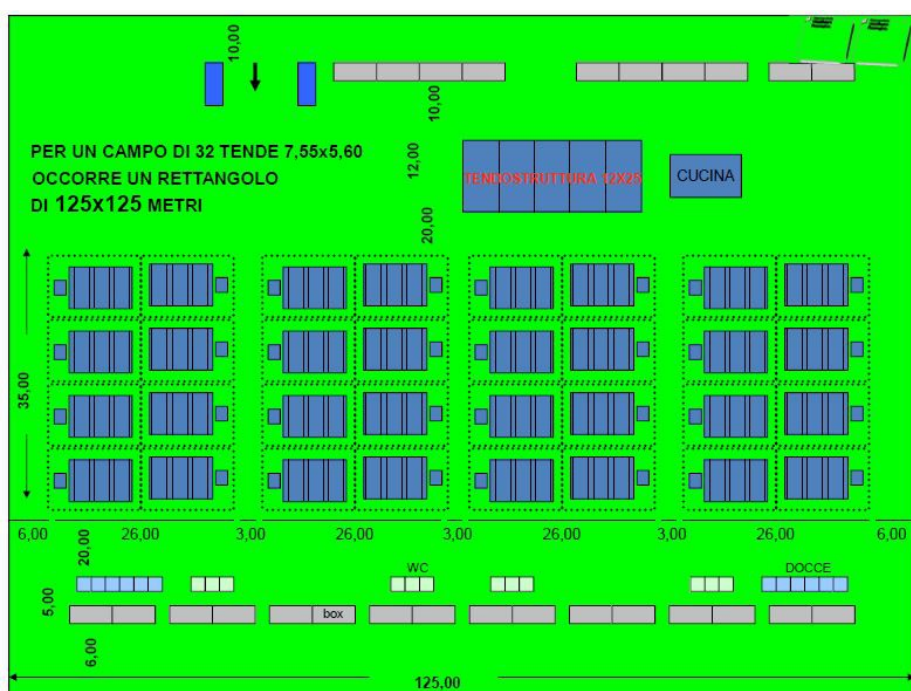 10,00
10,00
PER UN CAMPO DI 32 TENDE 7,55x5,60
OCCORRE UN RETTANGOLO
DI 125x125 METRI
12,00
TENDOSTRUTTURA 12X25
CUCINA
20,00
35,00
6,00 26,00 3,00 26,00 3,00 26,00 3,00 26,00 6,00
20,00
WC
DOCCE
5,00
box
6,00
125,00